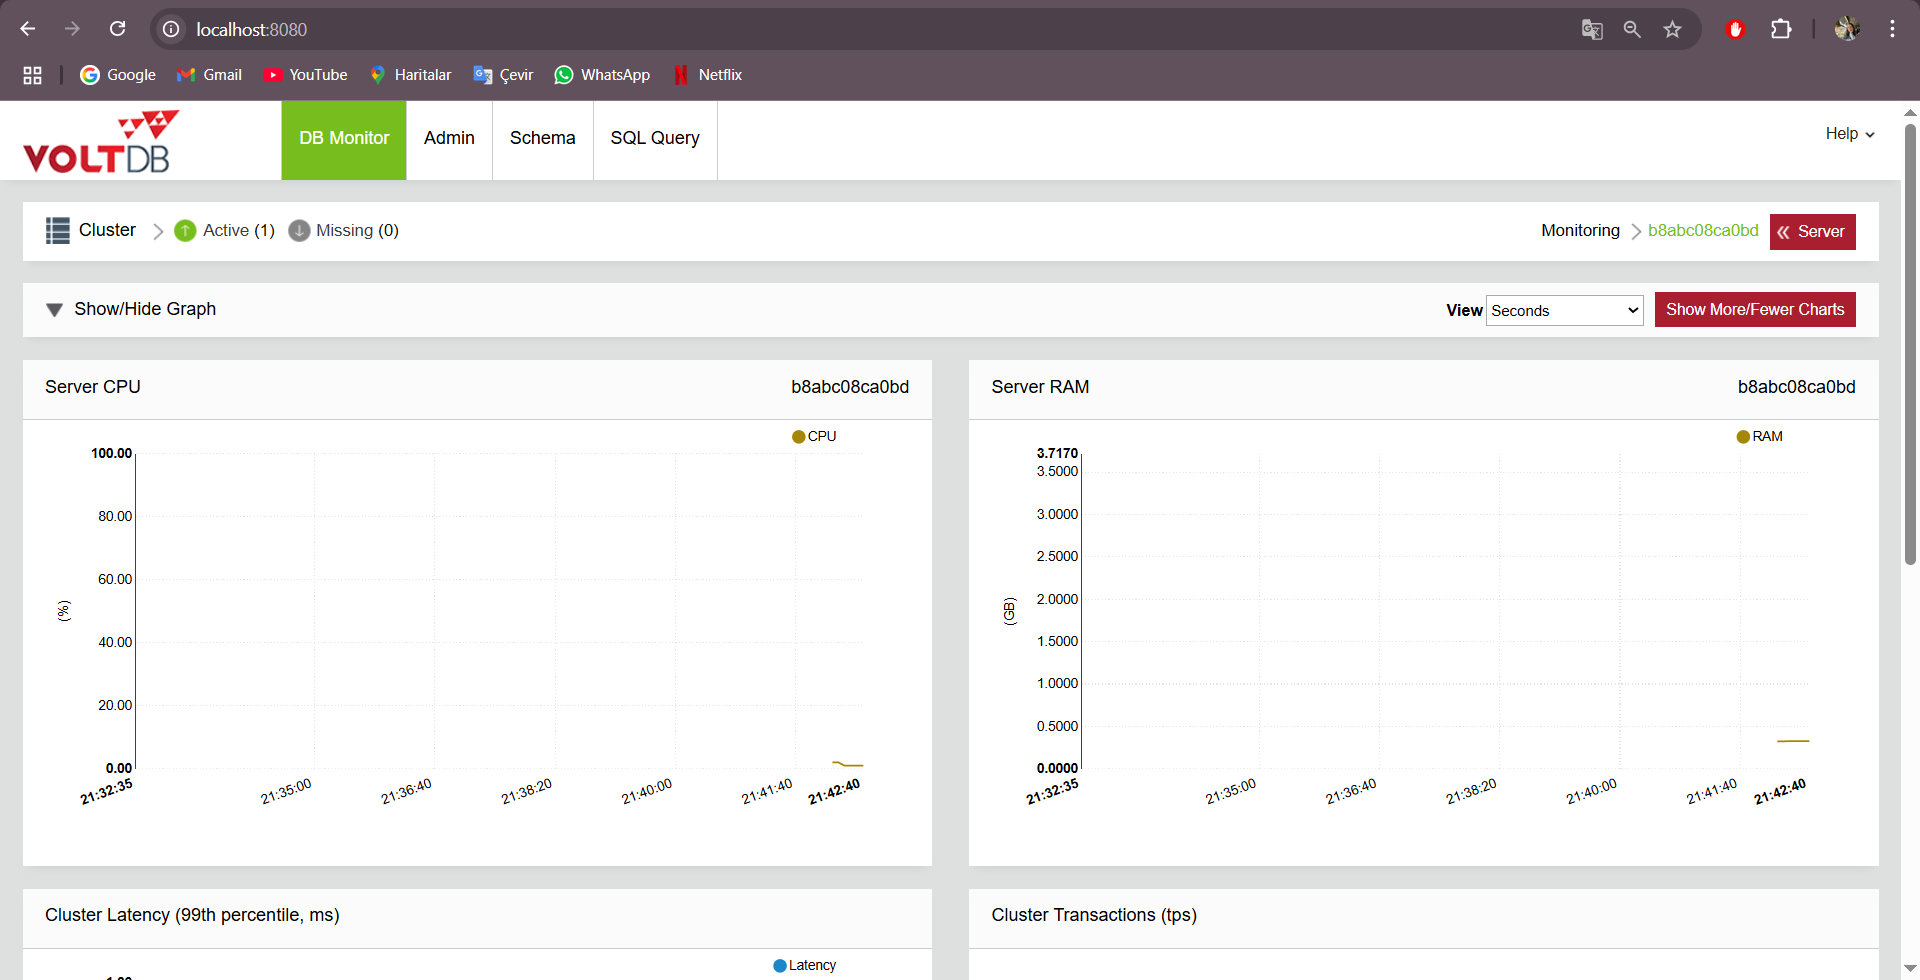 localhost:8080
Google Gmail YouTube Haritalar Çevir WhatsApp Netflix
VOLTDB
DB Monitor Admin Schema SQL Query Help
Cluster Active (1) Missing (0) Monitoring b8abc08ca0bd « Server
Show/Hide Graph View Seconds Show More/Fewer Charts
Server CPU b8abc08ca0bd
CPU
100.00
80.00
60.00
(%)
40.00
20.00
0.00
21:32:35 21:35:00 21:36:40 21:38:20 21:40:00 21:41:40 21:42:40
Server RAM b8abc08ca0bd
RAM
3.7170
3.5000
3.0000
2.5000
2.0000
(GB)
1.5000
1.0000
0.5000
0.0000
21:32:35 21:35:00 21:36:40 21:38:20 21:40:00 21:41:40 21:42:40
Cluster Latency (99th percentile, ms)
Latency
Cluster Transactions (tps)